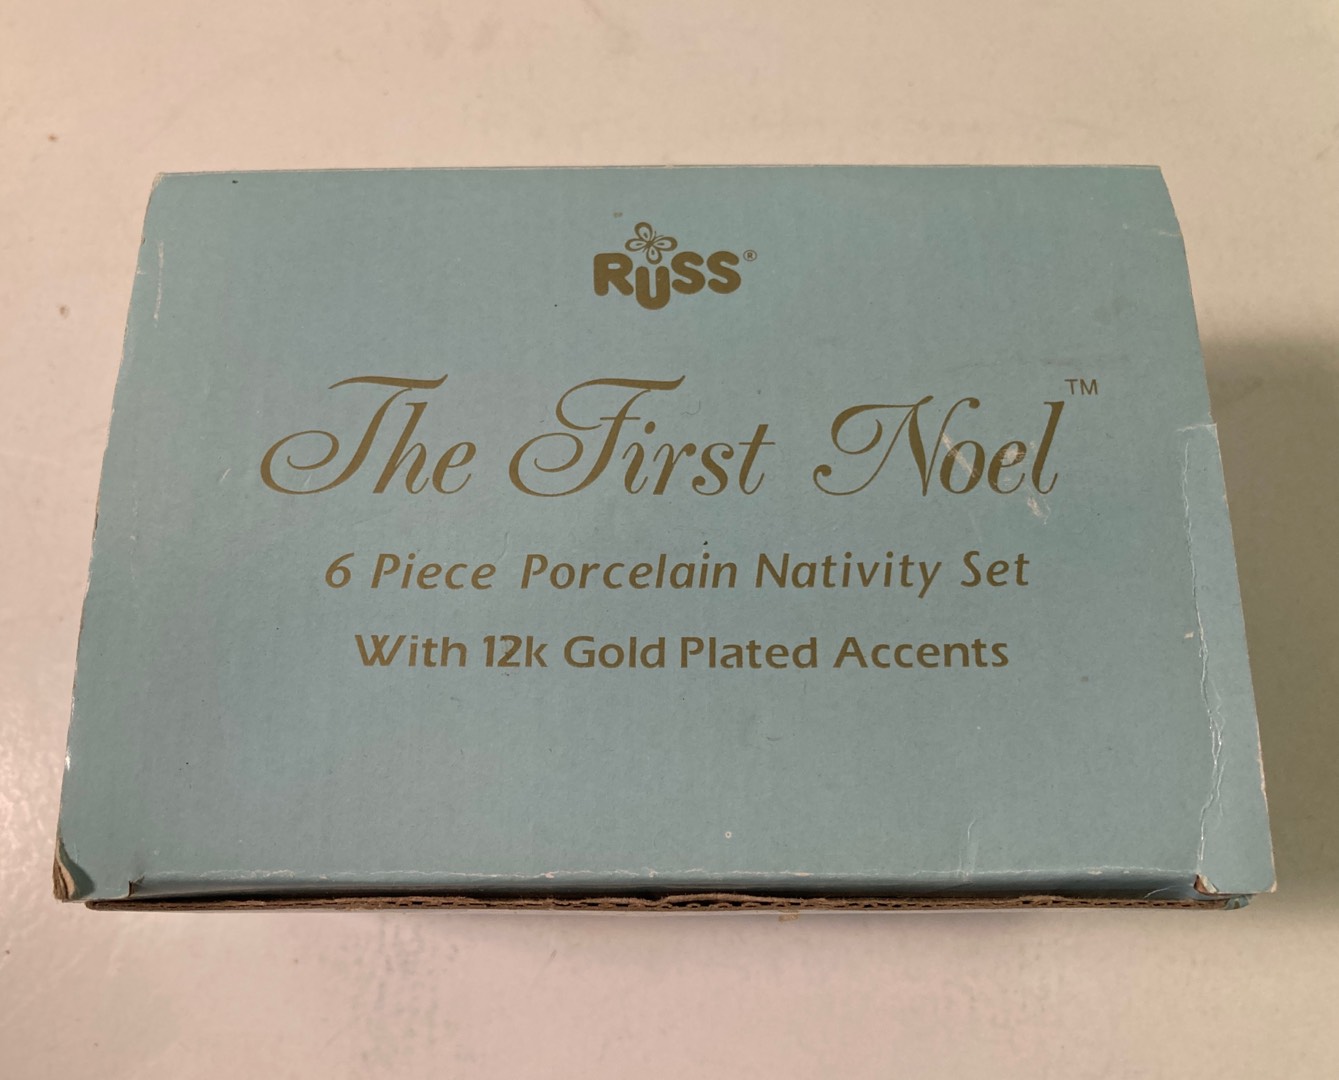 RUSS®
The First Noel™
6 Piece Porcelain Nativity Set
With 12k Gold Plated Accents